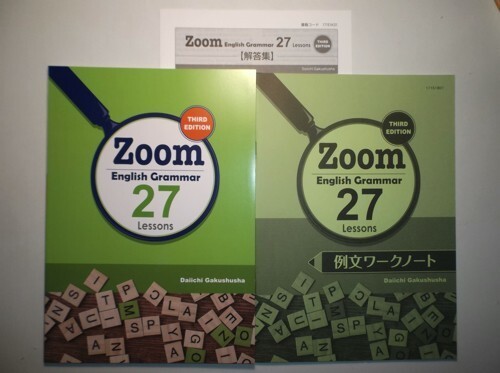 Zoom English Grammar 27 Lessons THIRD EDITION
【解答集】
Daiichi Gakushusha
THIRD
EDITION
Zoom
English Grammar
27
Lessons
Daiichi Gakushusha
THIRD
EDITION
Zoom
English Grammar
27
Lessons
例文ワークノート
Daiichi Gakushusha